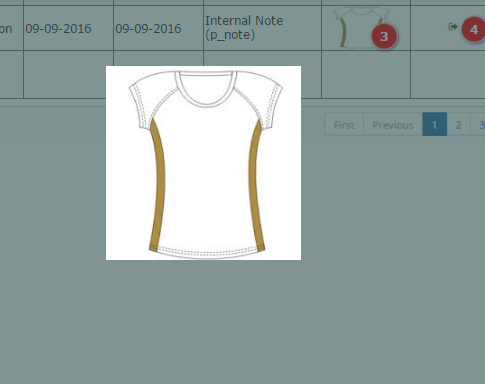 on 09-09-2016 09-09-2016 Internal Note
(p_note)
3
4
First Previous 1 2 3